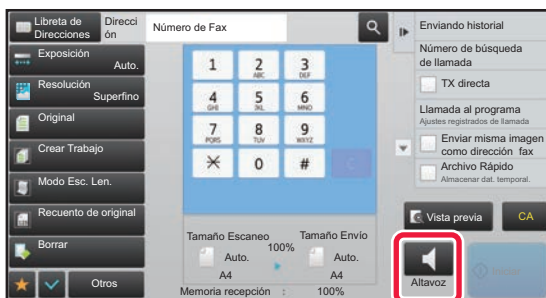 Libreta de
Direcciones
Direcci
ón
Número de Fax
Exposición
Auto.
Resolución
Superfino
Original
Crear Trabajo
Modo Esc. Len.
Recuento de original
Borrar
Otros
1
2
ABC
3
DEF
4
GHI
5
JKL
6
MNO
7
PQRS
8
TUV
9
WXYZ
0
#
C
Tamaño Escaneo
100%
Tamaño Envío
Auto.
A4
Auto.
A4
Memoria recepción : 100%
Enviando historial
Número de búsqueda
de llamada
TX directa
Llamada al programa
Ajustes registrados de llamada
Enviar misma imagen
como dirección fax
Archivo Rápido
Almacenar dat. temporal.
Vista previa
CA
Altavoz